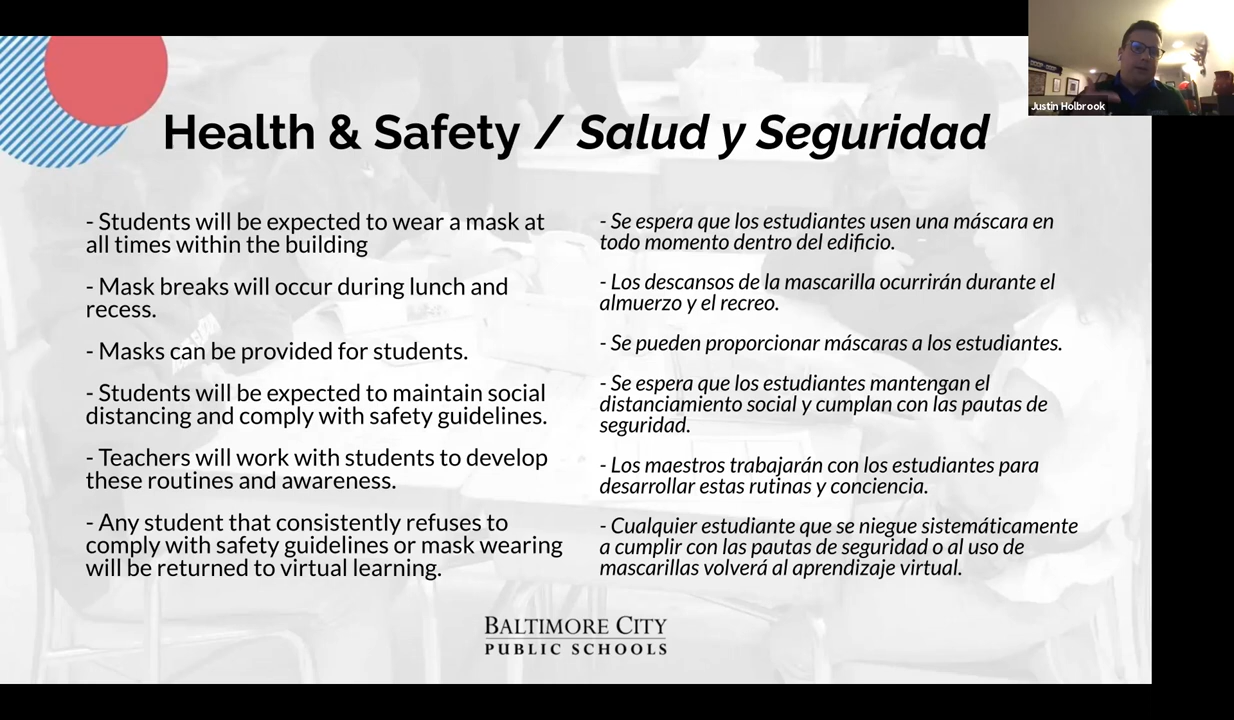 Justin Holbrook
Health & Safety / Salud y Seguridad
- Students will be expected to wear a mask at
all times within the building
- Mask breaks will occur during lunch and
recess.
- Masks can be provided for students.
- Students will be expected to maintain social
distancing and comply with safety guidelines.
- Teachers will work with students to develop
these routines and awareness.
- Any student that consistently refuses to
comply with safety guidelines or mask wearing
will be returned to virtual learning.
- Se espera que los estudiantes usen una máscara en
todo momento dentro del edificio.
- Los descansos de la mascarilla ocurrirán durante el
almuerzo y el recreo.
- Se pueden proporcionar máscaras a los estudiantes.
- Se espera que los estudiantes mantengan el
distanciamiento social y cumplan con las pautas de
seguridad.
- Los maestros trabajarán con los estudiantes para
desarrollar estas rutinas y conciencia.
- Cualquier estudiante que se niegue sistemáticamente
a cumplir con las pautas de seguridad o al uso de
mascarillas volverá al aprendizaje virtual.
BALTIMORE CITY
PUBLIC SCHOOLS